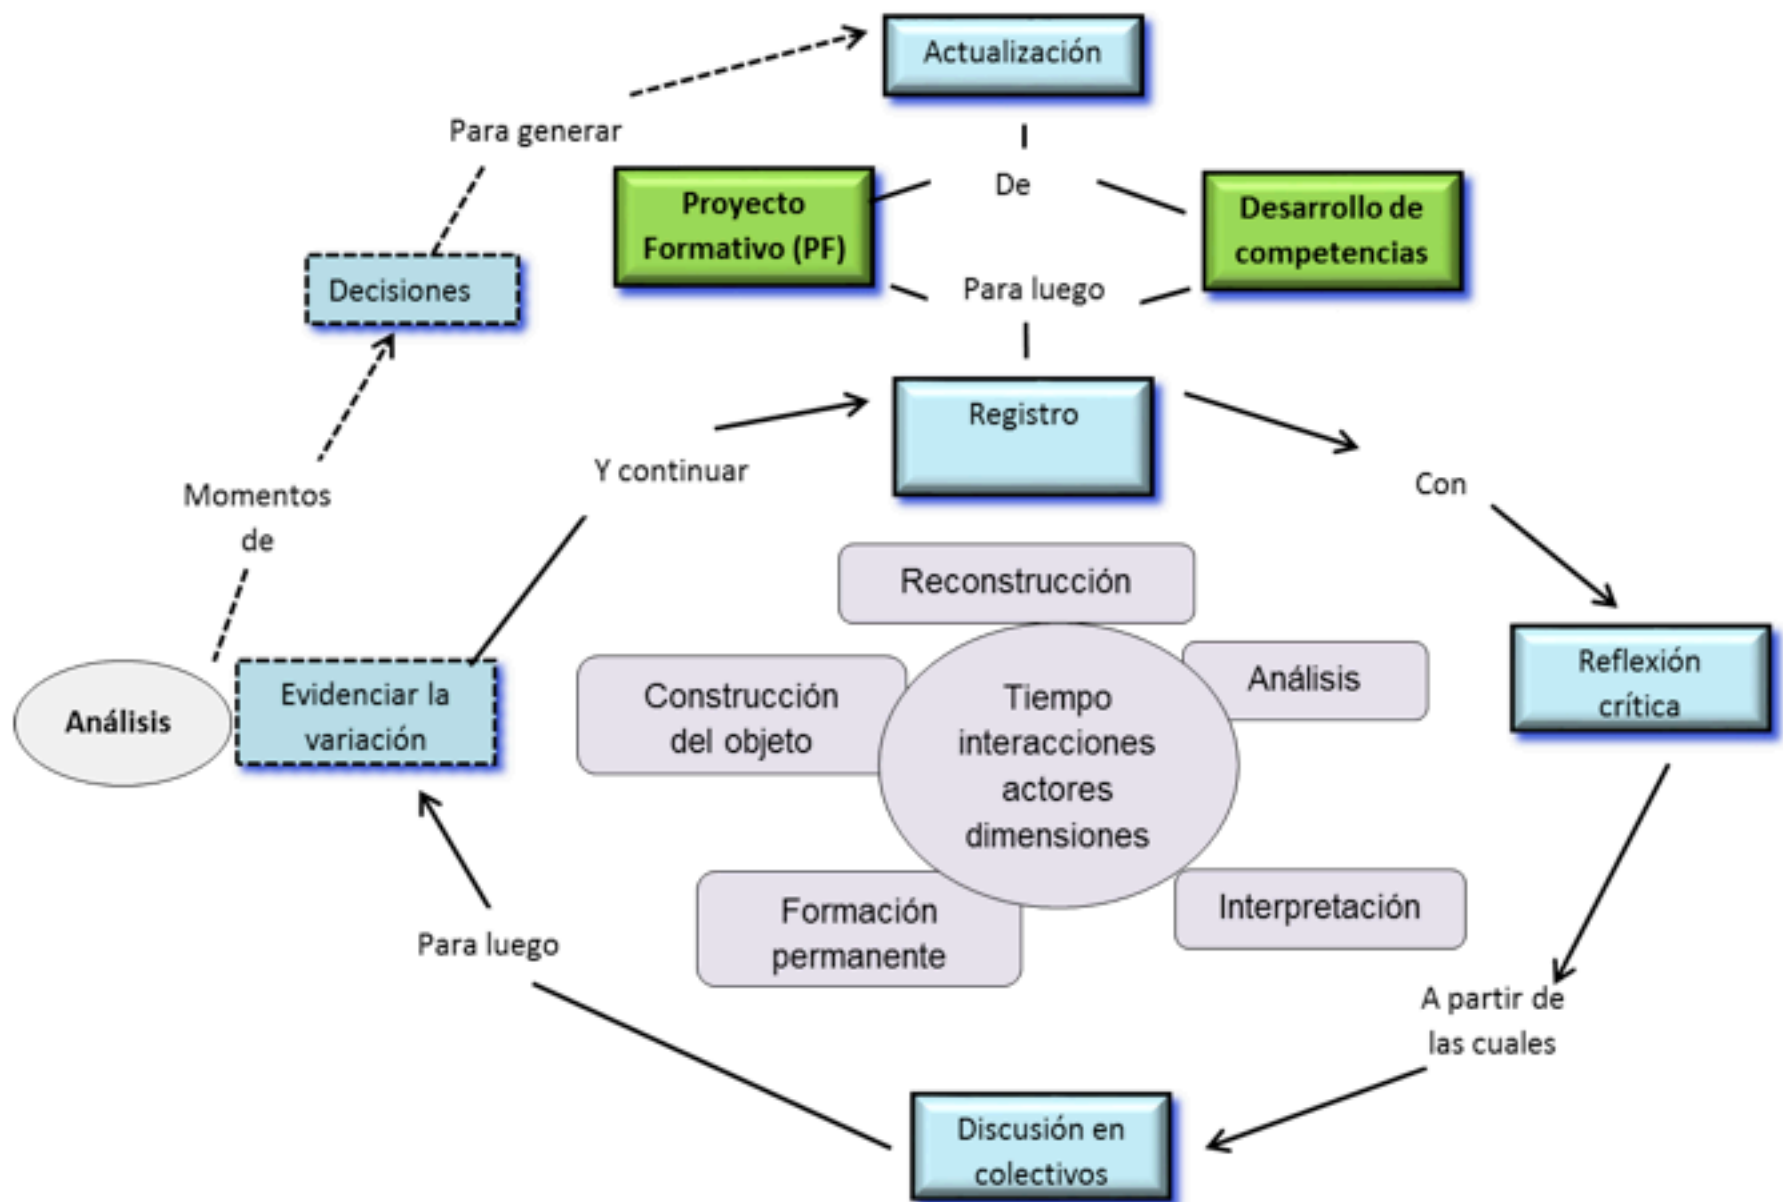 Actualización
Para generar
De
Proyecto
Formativo (PF)
Desarrollo de
competencias
Decisiones
Para luego
Registro
Y continuar
Con
Momentos
de
Reconstrucción
Análisis
Evidenciar la
variación
Construcción
del objeto
Tiempo
interacciones
actores
dimensiones
Análisis
Reflexión
crítica
Formación
permanente
Interpretación
Para luego
A partir de
las cuales
Discusión en
colectivos